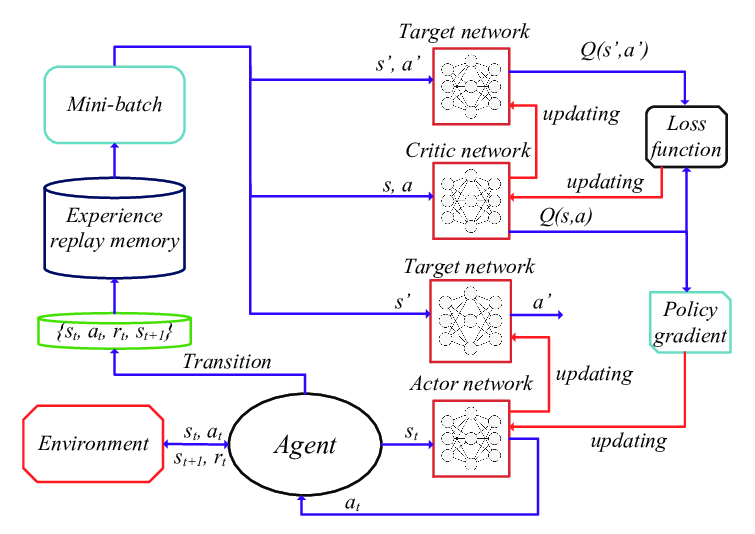 Target network
s’, a’
Q(s’,a’)
Mini-batch
updating
Loss
function
Critic network
s, a
updating
Experience
replay memory
Q(s,a)
Target network
s’
a’
Policy
gradient
{sₜ, aₜ, rₜ, sₜ₊₁}
Transition
updating
Actor network
Environment
sₜ, aₜ
sₜ₊₁, rₜ
Agent
sₜ
updating
aₜ